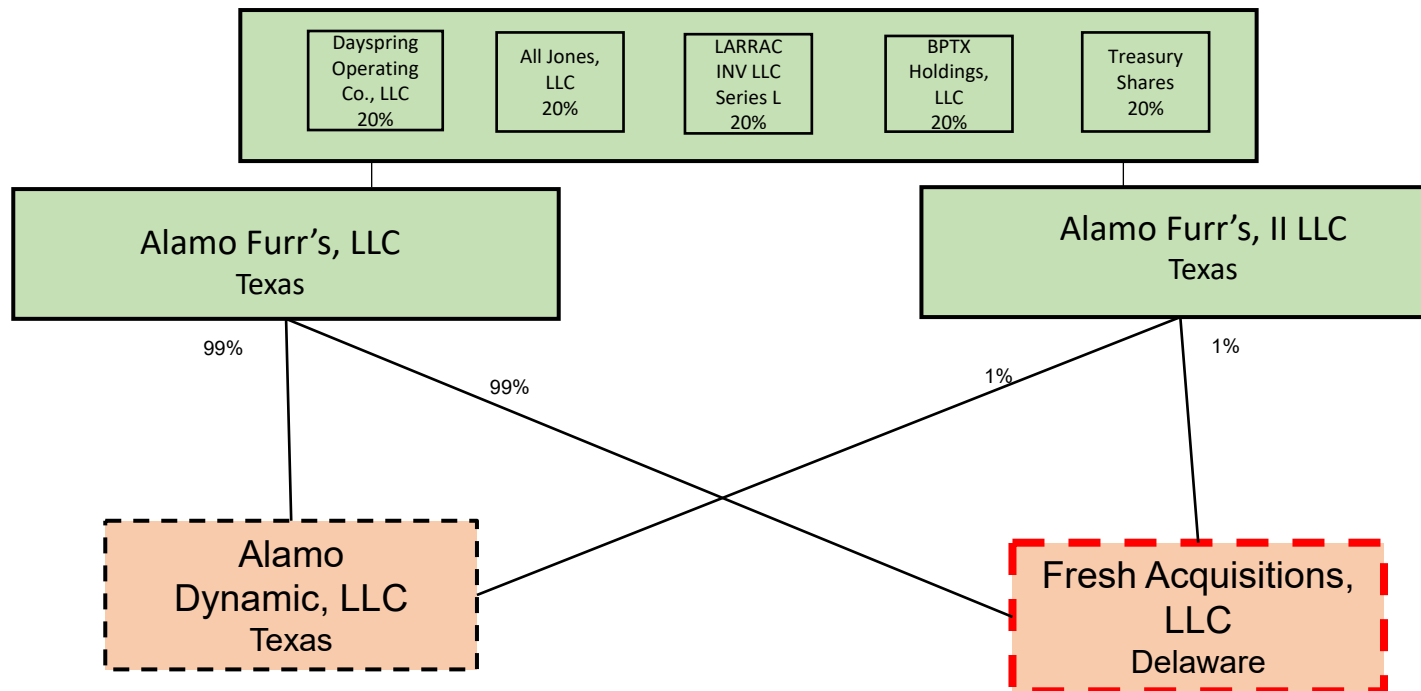 Dayspring
Operating
Co., LLC
20%
All Jones,
LLC
20%
LARRAC
INV LLC
Series L
20%
BPTX
Holdings,
LLC
20%
Treasury
Shares
20%
Alamo Furr’s, LLC
Texas
Alamo Furr’s, II LLC
Texas
99%
99%
1%
1%
Alamo
Dynamic, LLC
Texas
Fresh Acquisitions,
LLC
Delaware